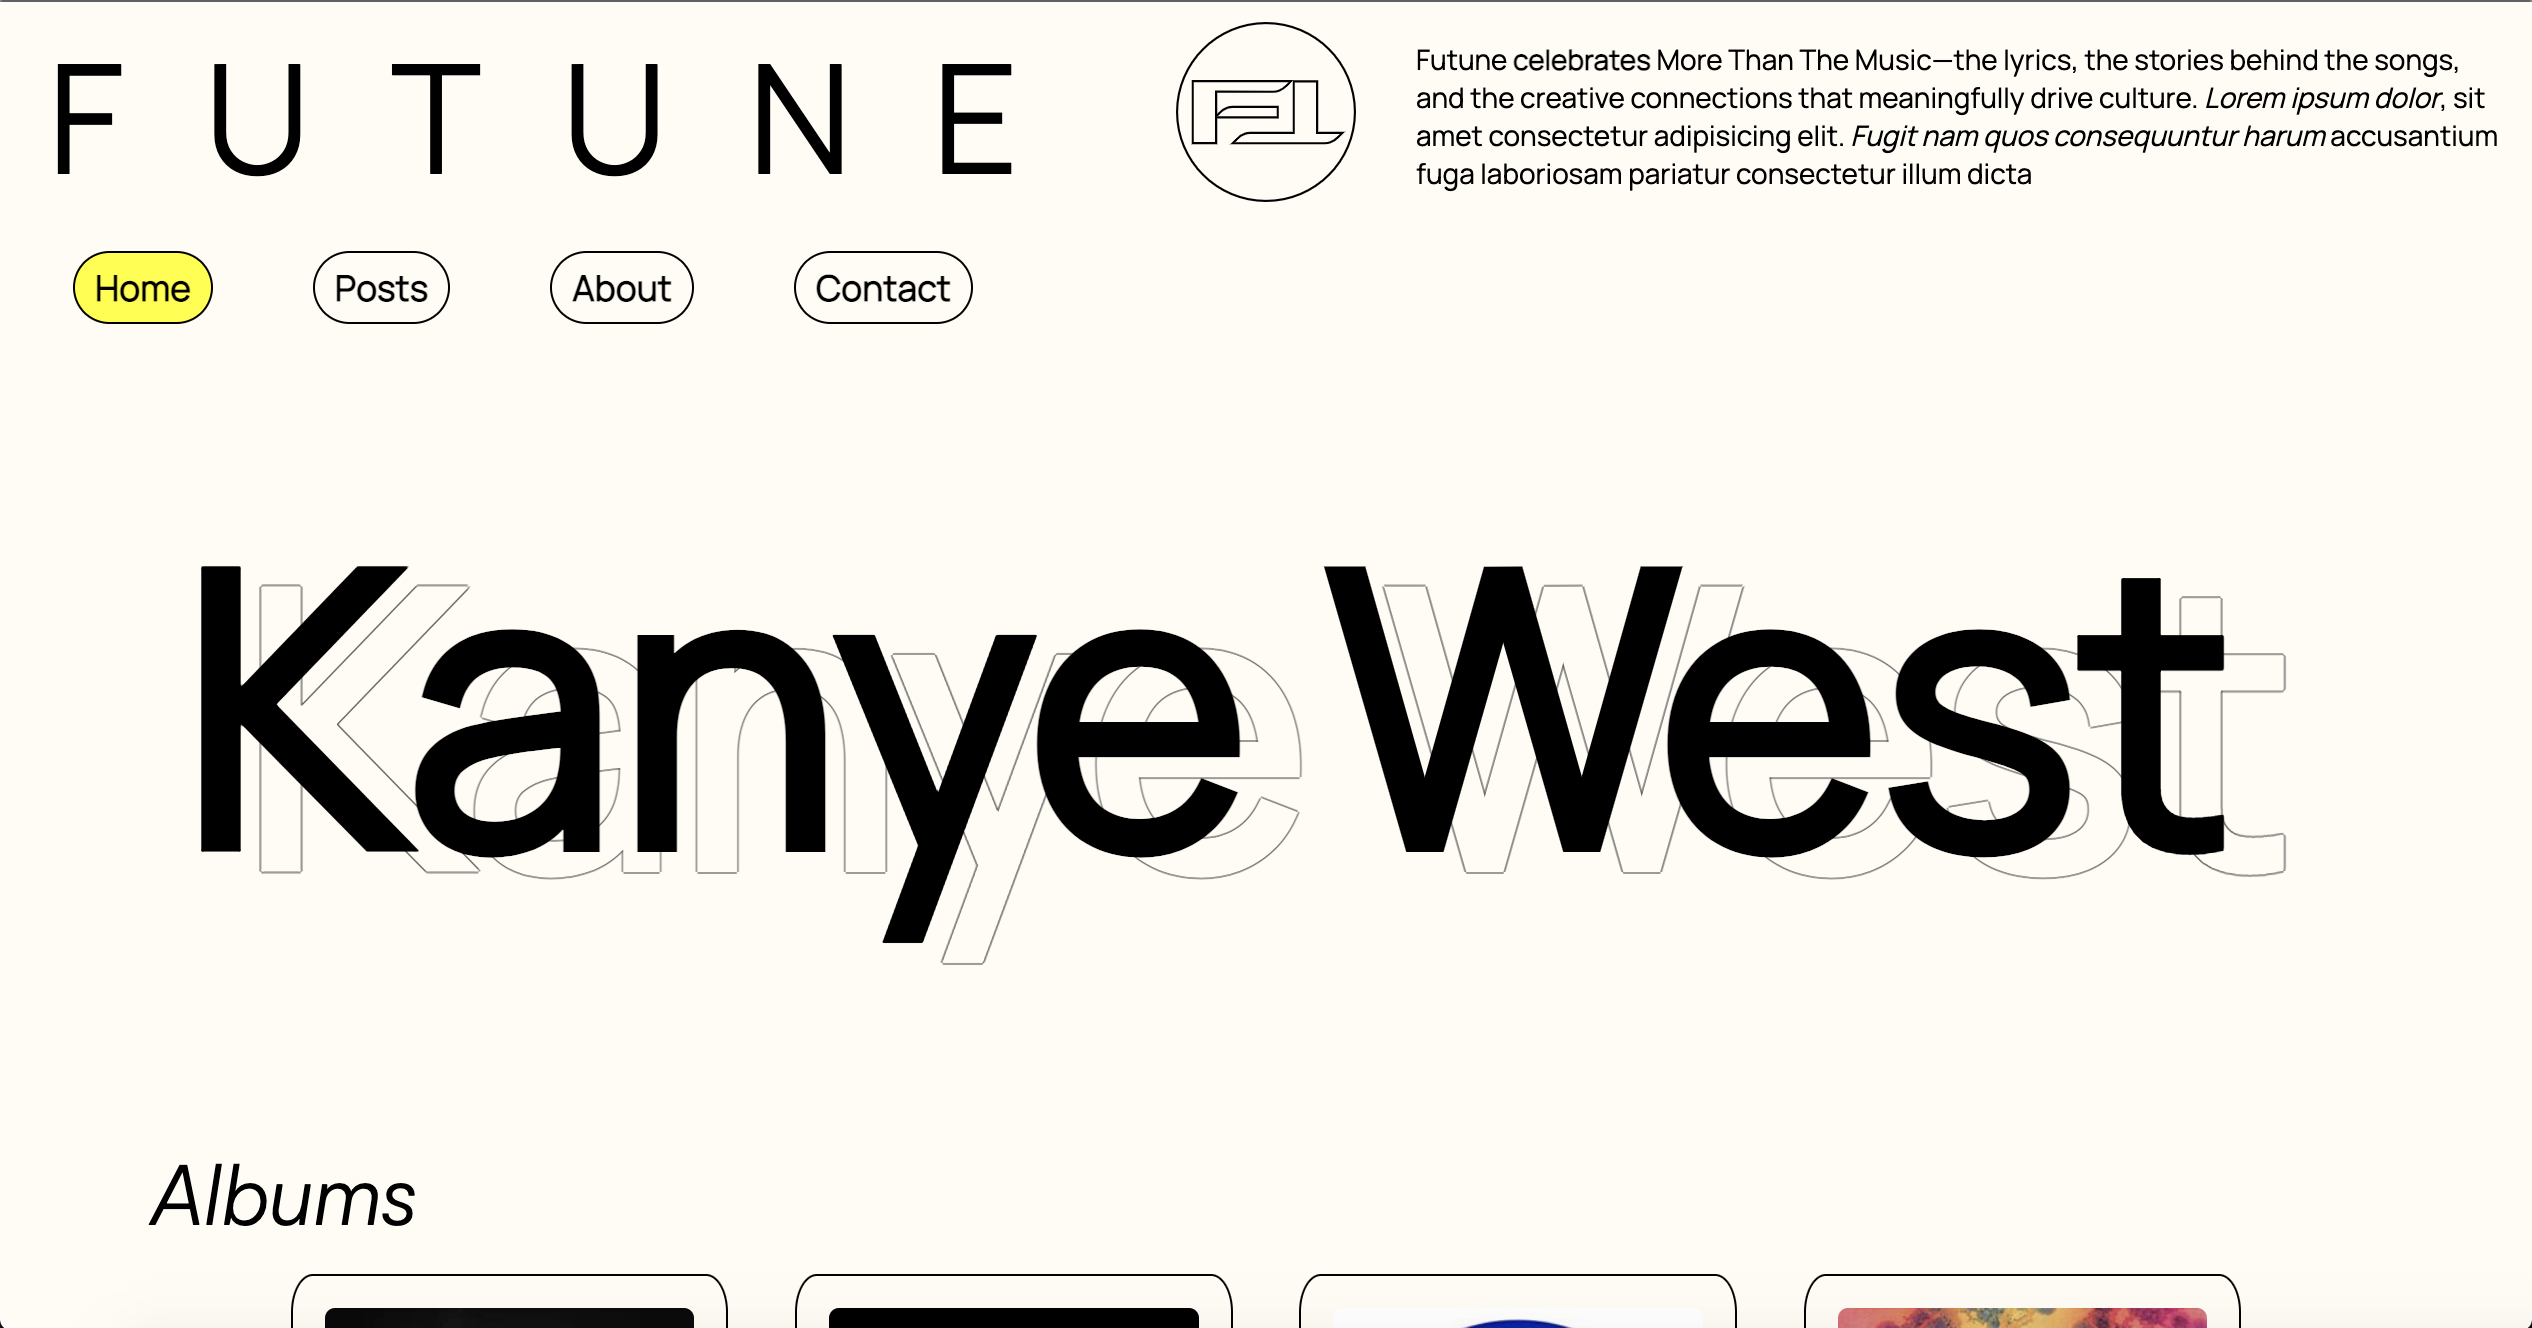 FUTUNE
Futune celebrates More Than The Music—the lyrics, the stories behind the songs,
and the creative connections that meaningfully drive culture. Lorem ipsum dolor, sit
amet consectetur adipisicing elit. Fugit nam quos consequuntur harum accusantium
fuga laboriosam pariatur consectetur illum dicta
Home
Posts
About
Contact
Kanye West
Albums